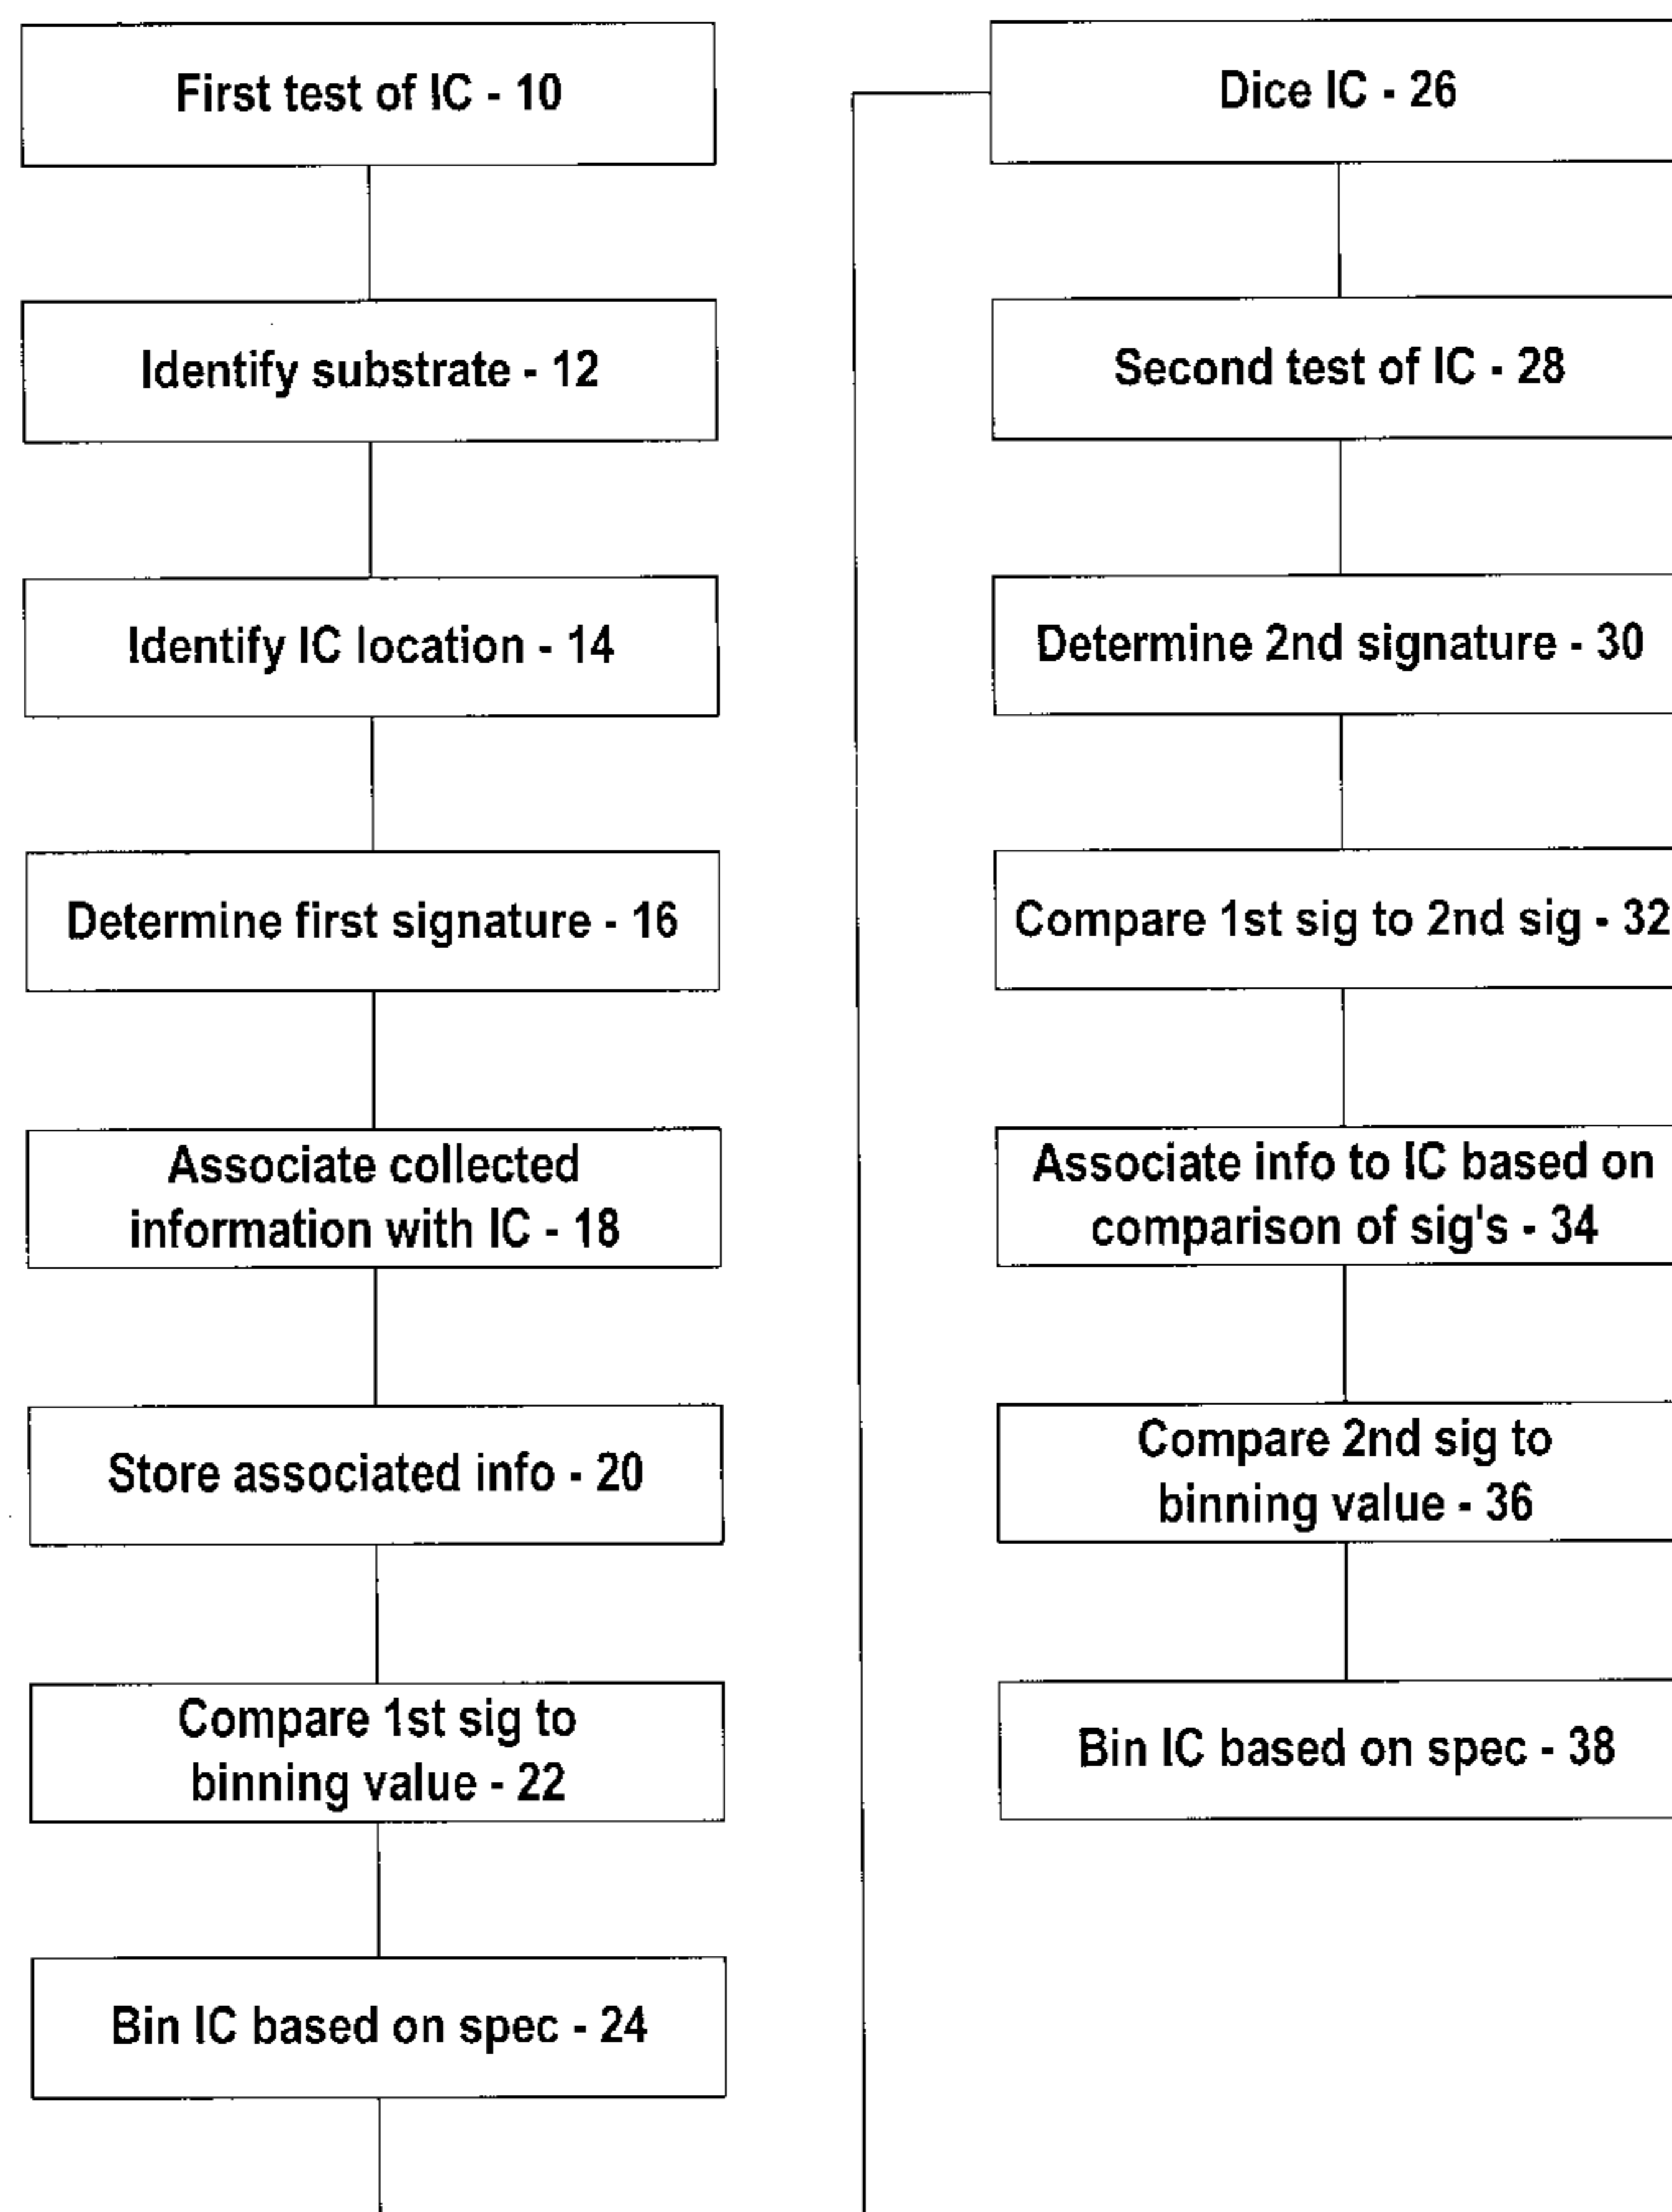 First test of IC - 10
Identify substrate - 12
Identify IC location - 14
Determine first signature - 16
Associate collected
information with IC - 18
Store associated info - 20
Compare 1st sig to
binning value - 22
Bin IC based on spec - 24
Dice IC - 26
Second test of IC - 28
Determine 2nd signature - 30
Compare 1st sig to 2nd sig - 32
Associate info to IC based on
comparison of sig's - 34
Compare 2nd sig to
binning value - 36
Bin IC based on spec - 38